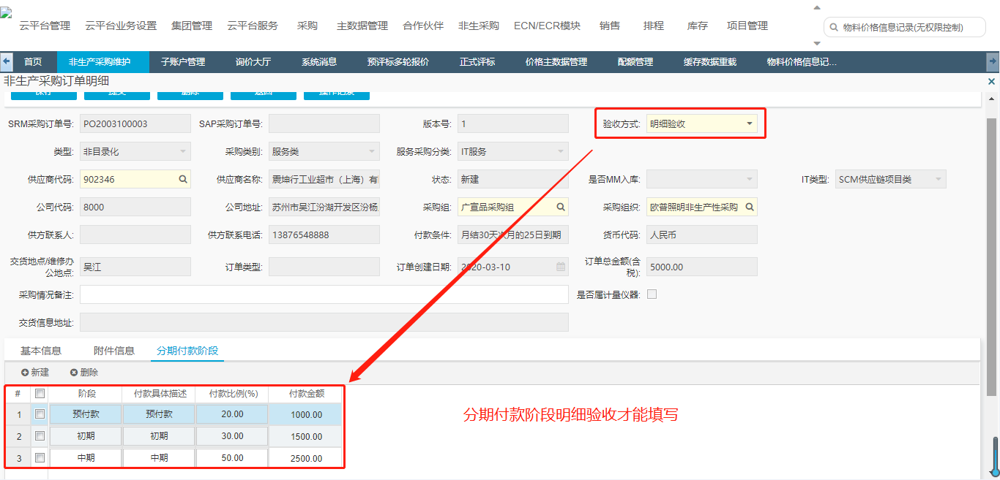 云平台管理 云平台业务设置 集团管理 云平台服务 采购 主数据管理 合作伙伴 非生采购 ECN/ECR模块 销售 排程 库存 项目管理 物料价格信息记录(无权限控制)
首页 非生产采购维护 子账户管理 询价大厅 系统消息 预评标多轮报价 正式评标 价格主数据管理 配额管理 缓存数据重载 物料价格信息记...
非生产采购订单明细
保存 提交 删除 返回 操作记录
SRM采购订单号: PO2003100003 SAP采购订单号: 版本号: 1 验收方式: 明细验收
类型: 非目录化 采购类别: 服务类 服务采购分类: IT服务
供应商代码: 902346 供应商名称: 震坤行工业超市（上海）有 状态: 新建 是否MM入库: IT类型: SCM供应链项目类
公司代码: 8000 公司地址: 苏州市吴江汾湖开发区汾杨 采购组: 广宣品采购组 采购组织: 欧普照明非生产性采购
供方联系人: 供方联系电话: 13876548888 付款条件: 月结30天次月的25日到期 货币代码: 人民币
交货地点/维修办
公地点: 吴江 订单类型: 订单创建日期: 2020-03-10 订单总金额(含
税): 5000.00
采购情况备注: 是否属计量仪器:
交货信息地址:
基本信息 附件信息 分期付款阶段
新建 删除
# 阶段 付款具体描述 付款比例(%) 付款金额
1 预付款 预付款 20.00 1000.00
2 初期 初期 30.00 1500.00
3 中期 中期 50.00 2500.00
分期付款阶段明细验收才能填写